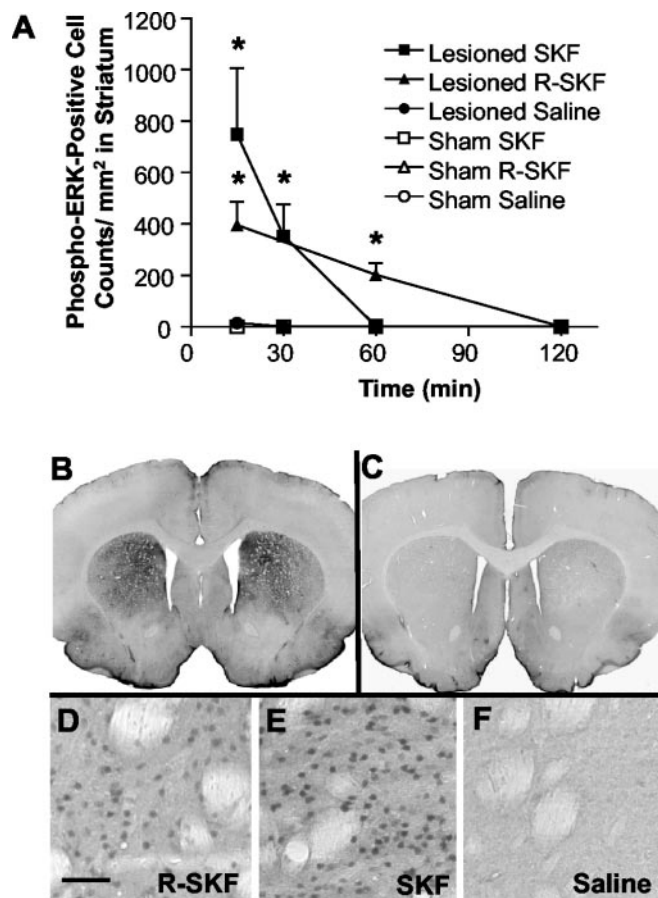 A
Phospho-ERK-Positive Cell
Counts/ mm² in Striatum
1200
1000
800
600
400
200
0
*
*
*
*
Lesioned SKF
Lesioned R-SKF
Lesioned Saline
Sham SKF
Sham R-SKF
Sham Saline
0
30
60
90
120
Time (min)
B
C
D
R-SKF
E
SKF
F
Saline